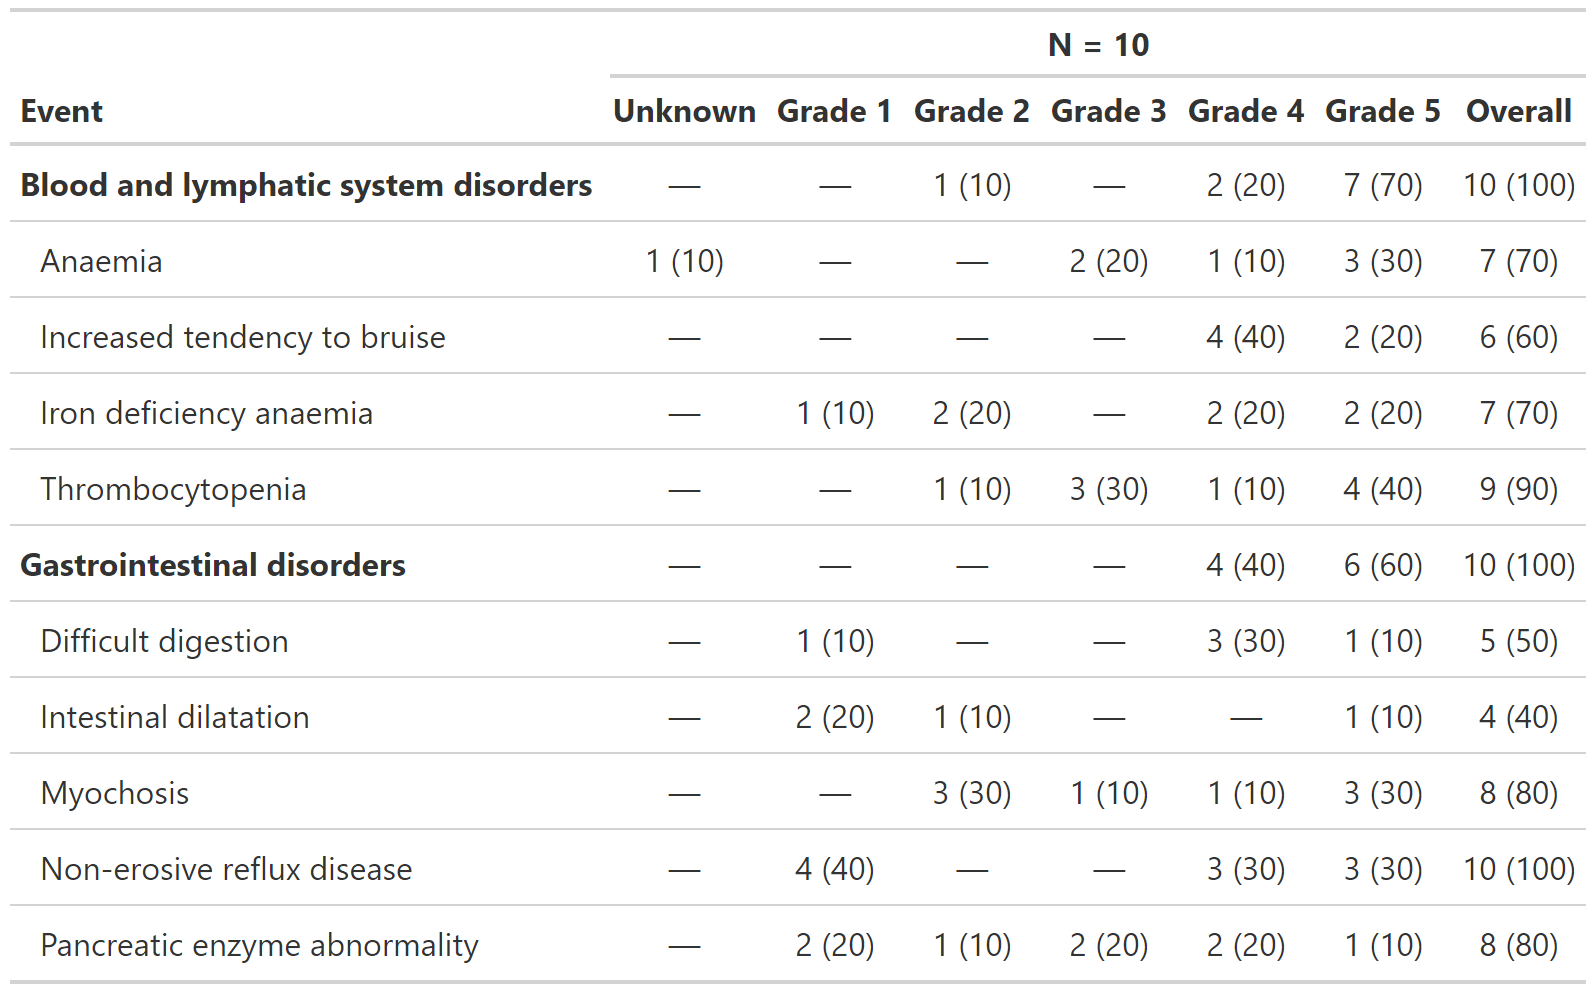 N = 10
Event Unknown Grade 1 Grade 2 Grade 3 Grade 4 Grade 5 Overall
Blood and lymphatic system disorders — — 1 (10) — 2 (20) 7 (70) 10 (100)
Anaemia 1 (10) — — 2 (20) 1 (10) 3 (30) 7 (70)
Increased tendency to bruise — — — — 4 (40) 2 (20) 6 (60)
Iron deficiency anaemia — 1 (10) 2 (20) — 2 (20) 2 (20) 7 (70)
Thrombocytopenia — — 1 (10) 3 (30) 1 (10) 4 (40) 9 (90)
Gastrointestinal disorders — — — — 4 (40) 6 (60) 10 (100)
Difficult digestion — 1 (10) — — 3 (30) 1 (10) 5 (50)
Intestinal dilatation — 2 (20) 1 (10) — — 1 (10) 4 (40)
Myochosis — — 3 (30) 1 (10) 1 (10) 3 (30) 8 (80)
Non-erosive reflux disease — 4 (40) — — 3 (30) 3 (30) 10 (100)
Pancreatic enzyme abnormality — 2 (20) 1 (10) 2 (20) 2 (20) 1 (10) 8 (80)